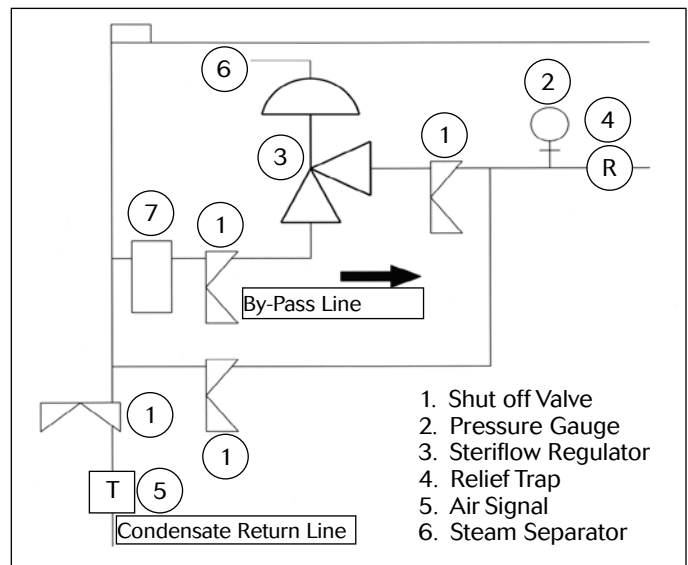 6
2
4
1
3
R
7
1
By-Pass Line
1
1
T
5
Condensate Return Line
1. Shut off Valve
2. Pressure Gauge
3. Steriflow Regulator
4. Relief Trap
5. Air Signal
6. Steam Separator